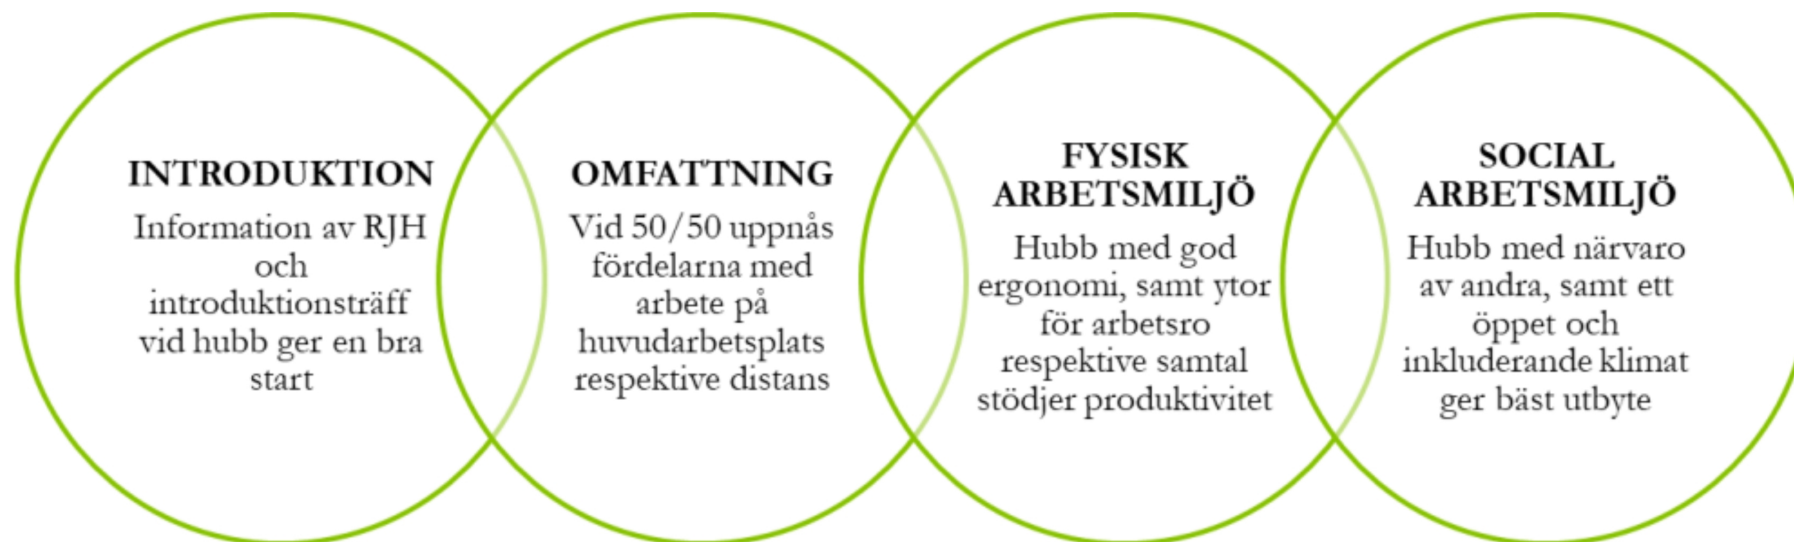 INTRODUKTION
Information av RJH
och
introduktionsträff
vid hubb ger en bra
start
OMFATTNING
Vid 50/50 uppnås
fördelarna med
arbete på
huvudarbetsplats
respektive distans
FYSISK
ARBETSMILJÖ
Hubb med god
ergonomi, samt ytor
för arbetsro
respektive samtal
stödjer produktivitet
SOCIAL
ARBETSMILJÖ
Hubb med närvaro
av andra, samt ett
öppet och
inkluderande klimat
ger bäst utbyte